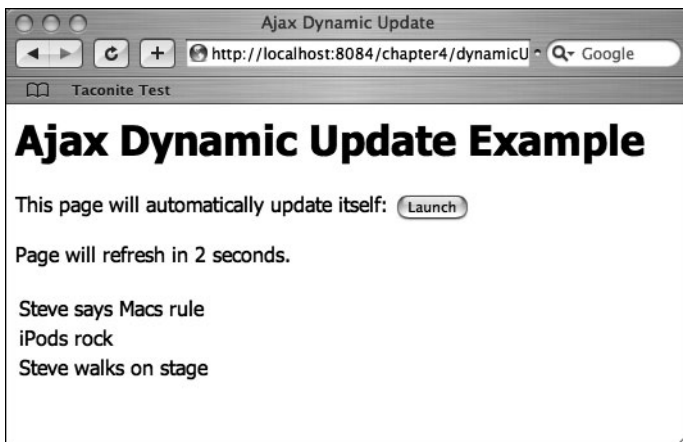 Ajax Dynamic Update
http://localhost:8084/chapter4/dynamicU Google
Taconite Test
Ajax Dynamic Update Example
This page will automatically update itself: Launch
Page will refresh in 2 seconds.
Steve says Macs rule
iPods rock
Steve walks on stage